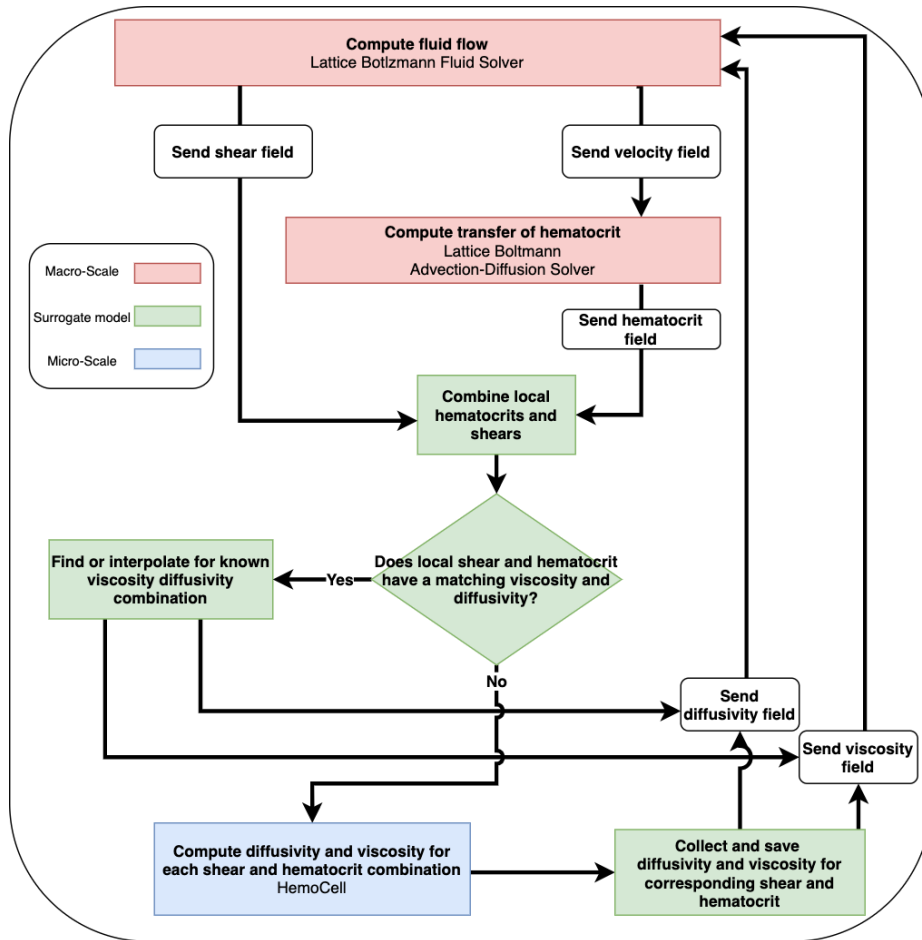 Compute fluid flow
Lattice Botlzmann Fluid Solver
Send shear field
Send velocity field
Compute transfer of hematocrit
Lattice Boltmann
Advection-Diffusion Solver
Macro-Scale
Surrogate model
Micro-Scale
Send hematocrit
field
Combine local
hematocrits and
shears
Does local shear and hematocrit
have a matching viscosity and
diffusivity?
Yes
Find or interpolate for known
viscosity diffusivity
combination
No
Send
diffusivity field
Send viscosity
field
Compute diffusivity and viscosity for
each shear and hematocrit combination
HemoCell
Collect and save
diffusivity and viscosity for
corresponding shear and
hematocrit